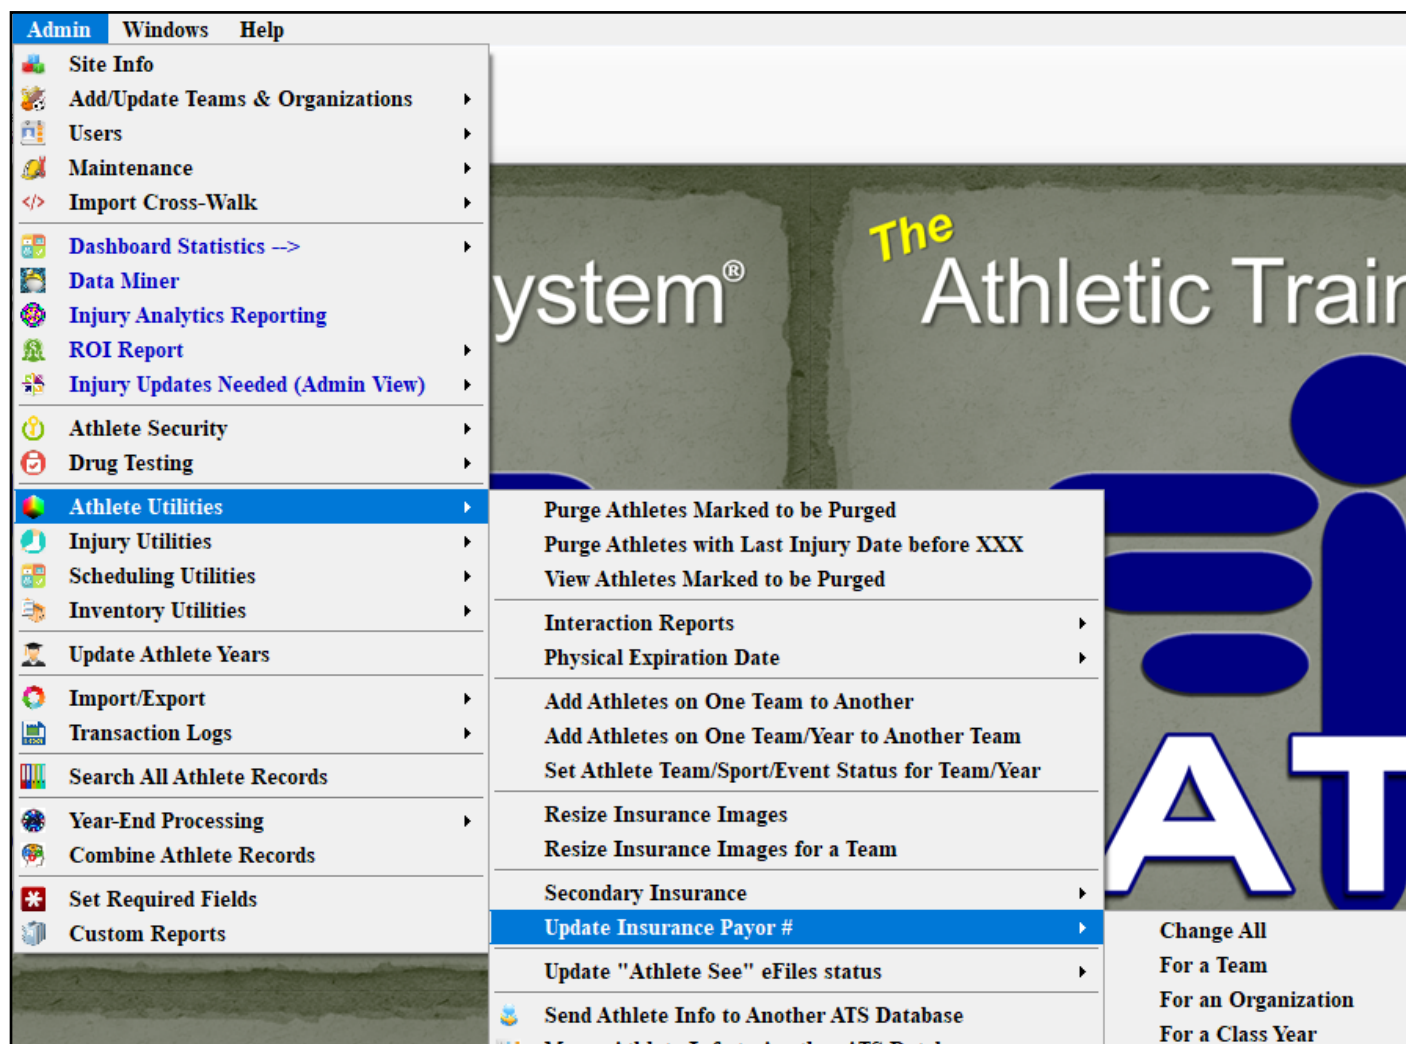 Admin Windows Help
Site Info
Add/Update Teams & Organizations
Users
Maintenance
Import Cross-Walk
Dashboard Statistics -->
Data Miner
Injury Analytics Reporting
ROI Report
Injury Updates Needed (Admin View)
Athlete Security
Drug Testing
Athlete Utilities
Injury Utilities
Scheduling Utilities
Inventory Utilities
Update Athlete Years
Import/Export
Transaction Logs
Search All Athlete Records
Year-End Processing
Combine Athlete Records
Set Required Fields
Custom Reports
Purge Athletes Marked to be Purged
Purge Athletes with Last Injury Date before XXX
View Athletes Marked to be Purged
Interaction Reports
Physical Expiration Date
Add Athletes on One Team to Another
Add Athletes on One Team/Year to Another Team
Set Athlete Team/Sport/Event Status for Team/Year
Resize Insurance Images
Resize Insurance Images for a Team
Secondary Insurance
Update Insurance Payor #
Update "Athlete See" eFiles status
Send Athlete Info to Another ATS Database
Change All
For a Team
For an Organization
For a Class Year
ystem®
The
Athletic Train
AT